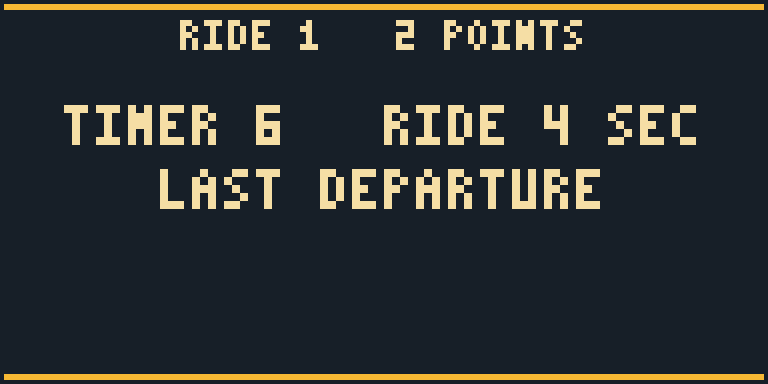 RIDE 1   2 POINTS
TIMER 6   RIDE 4 SEC
LAST DEPARTURE